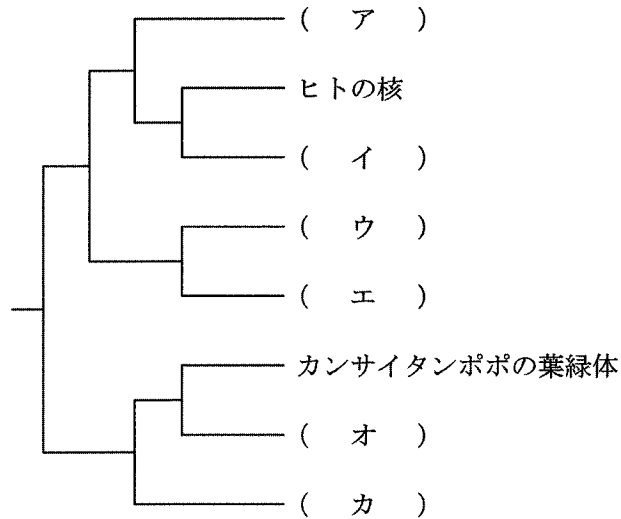 ( ア )
ヒトの核
( イ )
( ウ )
( エ )
カンサイタンポポの葉緑体
( オ )
( カ )